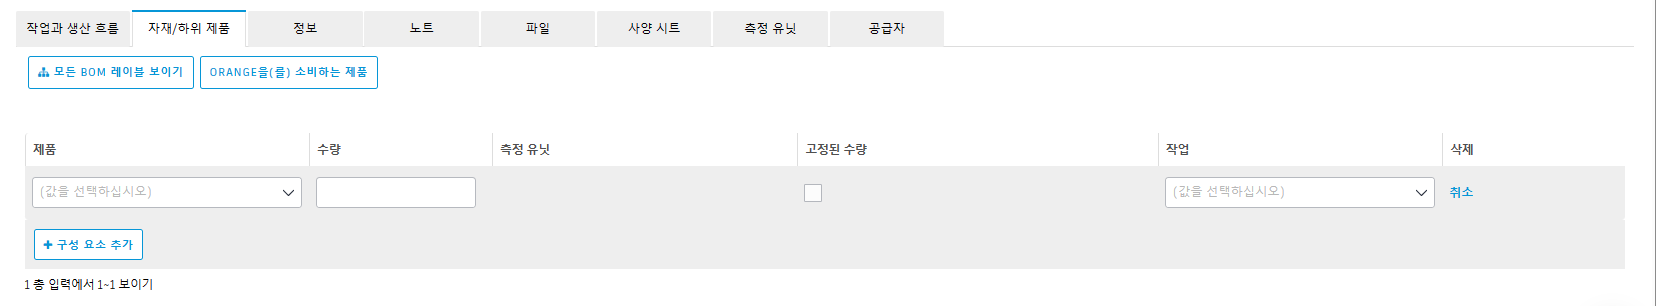 작업과 생산 흐름 자재/하위 제품 정보 노트 파일 사양 시트 측정 유닛 공급자
모든 BOM 레이블 보이기 ORANGE을(를) 소비하는 제품
제품 수량 측정 유닛 고정된 수량 작업 삭제
(값을 선택하십시오) (값을 선택하십시오) 취소
+ 구성 요소 추가
1 총 입력에서 1~1 보이기